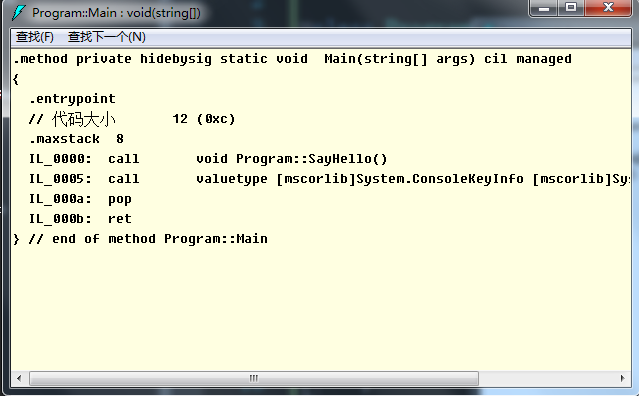 Program::Main : void(string[])
查找(F) 查找下一个(N)
.method private hidebysig static void  Main(string[] args) cil managed
{
  .entrypoint
  // 代码大小       12 (0xc)
  .maxstack  8
  IL_0000:  call       void Program::SayHello()
  IL_0005:  call       valuetype [mscorlib]System.ConsoleKeyInfo [mscorlib]Sys
  IL_000a:  pop
  IL_000b:  ret
} // end of method Program::Main